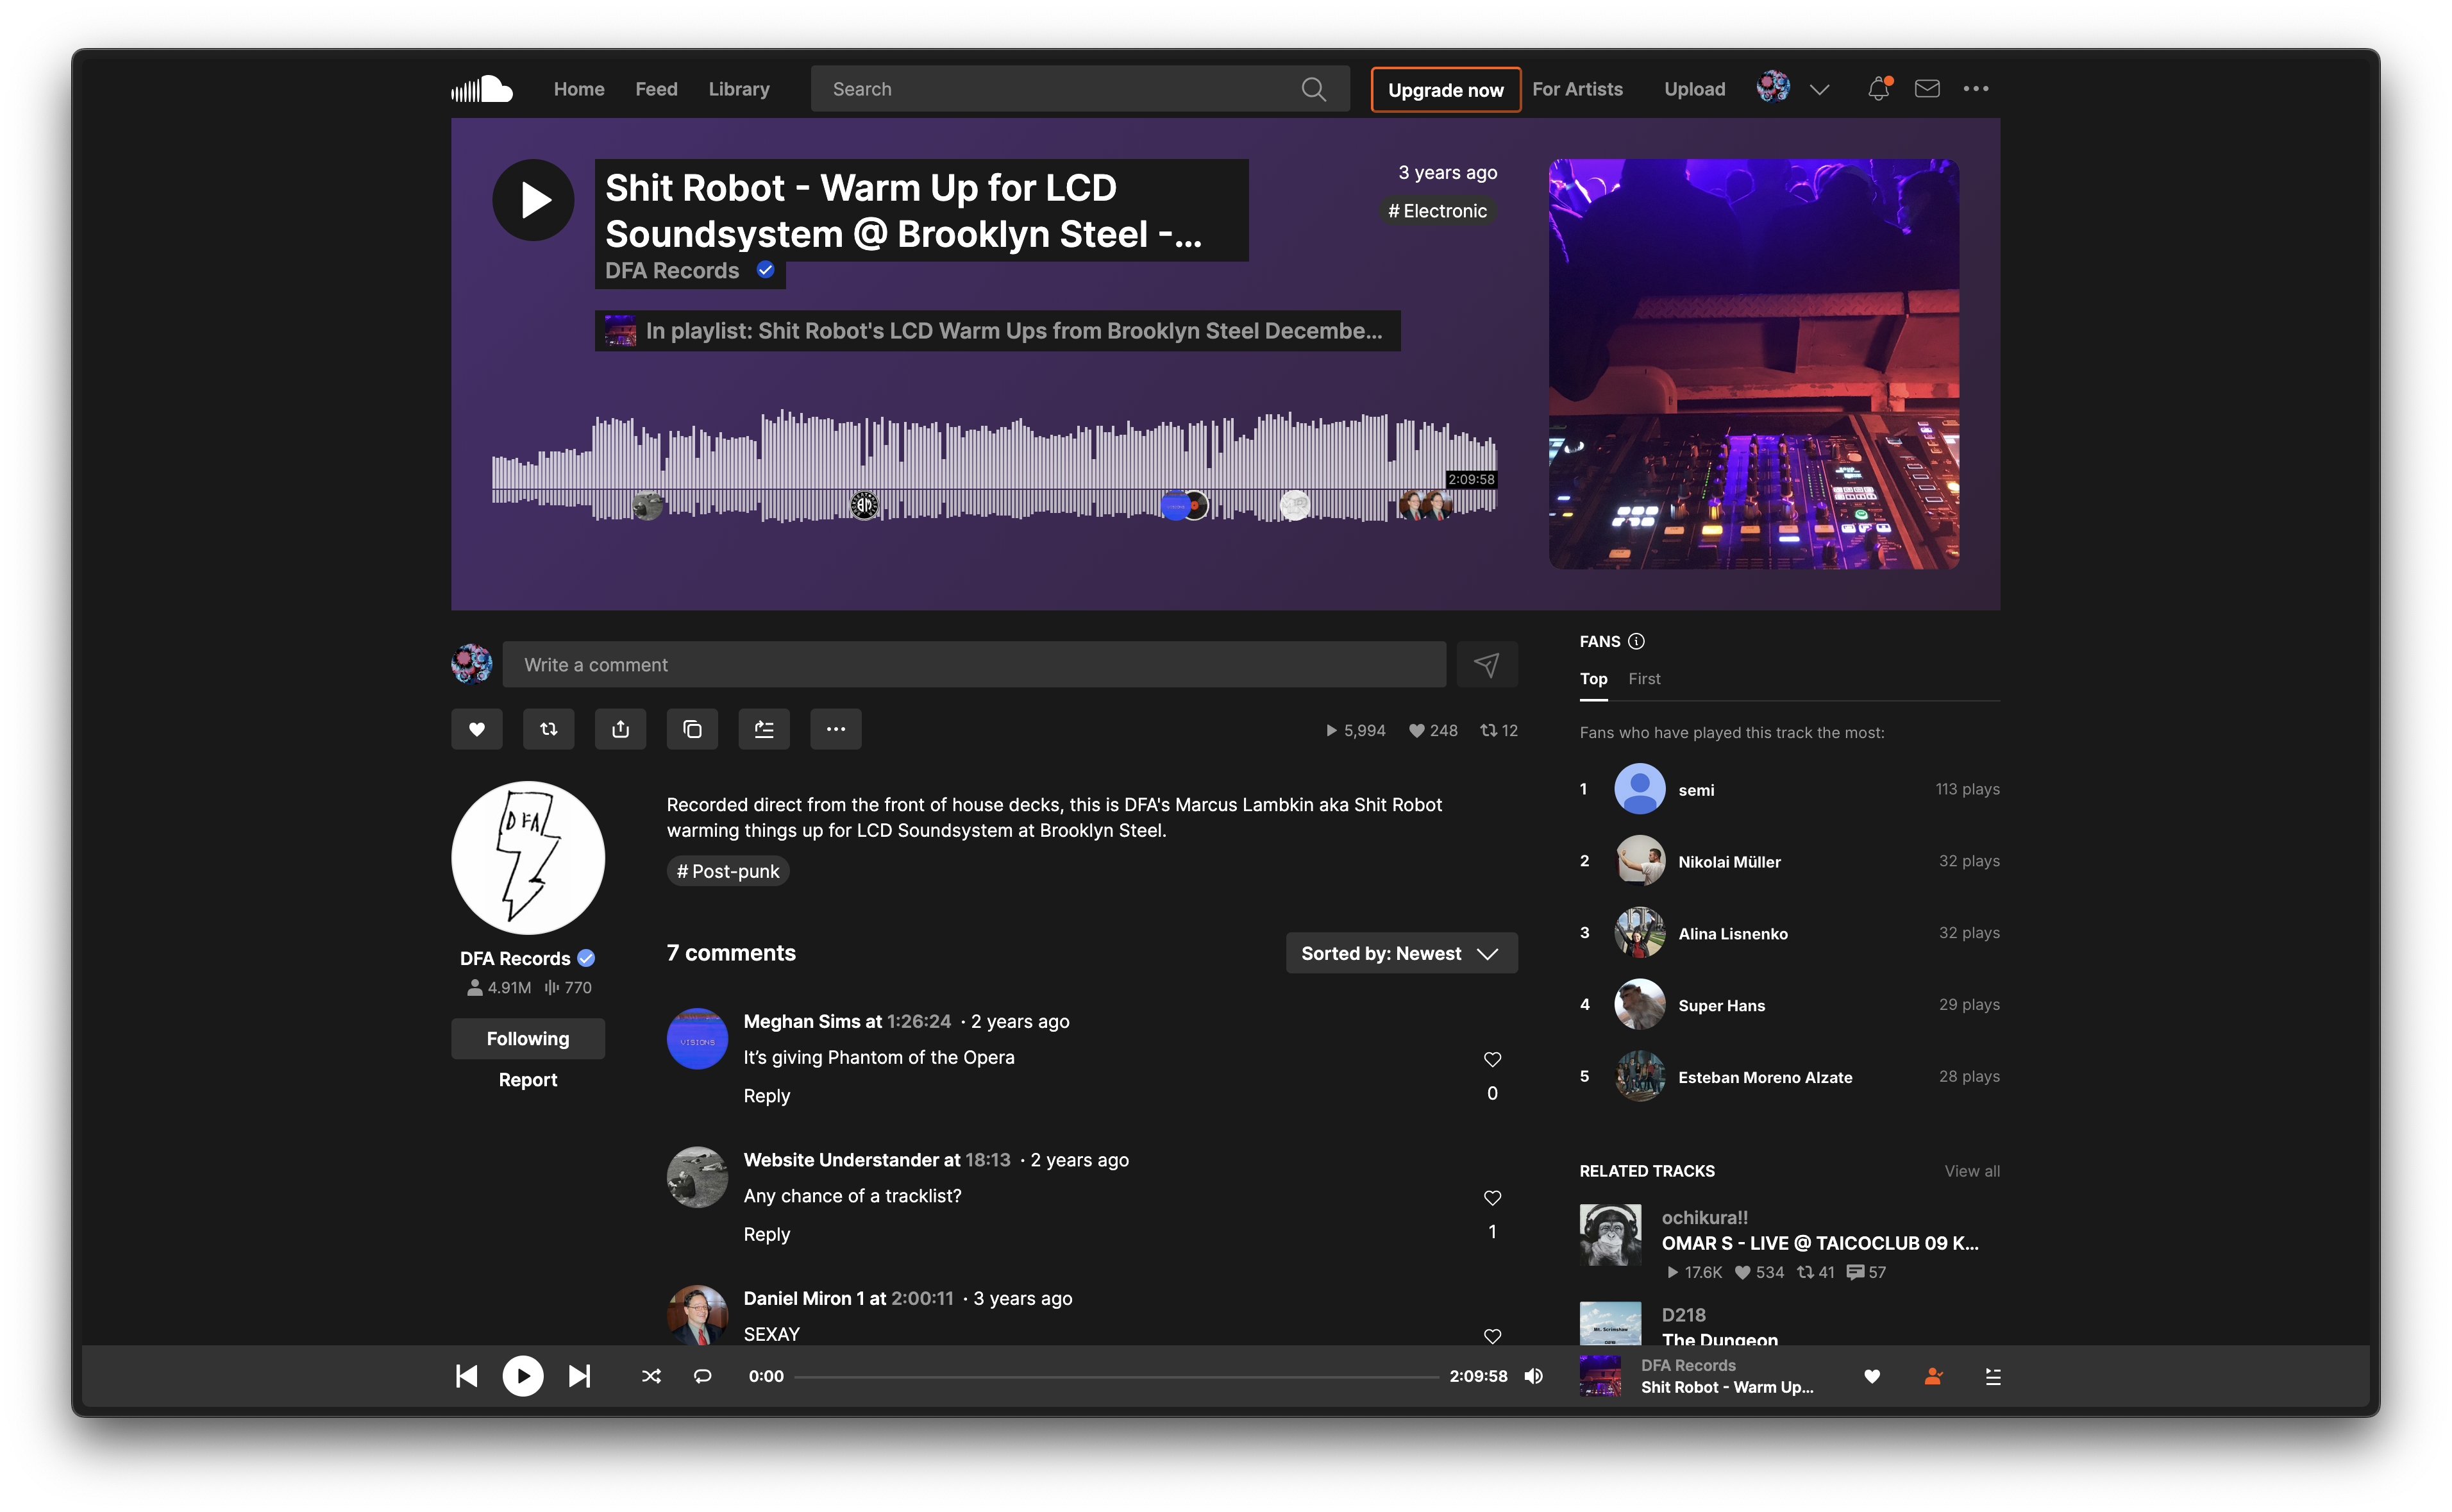 Home
Feed
Library
Search
Upgrade now
For Artists
Upload
Shit Robot - Warm Up for LCD
Soundsystem @ Brooklyn Steel -...
DFA Records
3 years ago
# Electronic
In playlist: Shit Robot's LCD Warm Ups from Brooklyn Steel Decembe...
2:09:58
Write a comment
5,994
248
12
DFA
DFA Records
4.91M
770
Following
Report
Recorded direct from the front of house decks, this is DFA's Marcus Lambkin aka Shit Robot
warming things up for LCD Soundsystem at Brooklyn Steel.
# Post-punk
7 comments
Sorted by: Newest
VISIONS
Meghan Sims at 1:26:24 · 2 years ago
It's giving Phantom of the Opera
Reply
0
Website Understander at 18:13 · 2 years ago
Any chance of a tracklist?
Reply
1
Daniel Miron 1 at 2:00:11 · 3 years ago
SEXAY
FANS
Top
First
Fans who have played this track the most:
1
semi
113 plays
2
Nikolai Müller
32 plays
3
Alina Lisnenko
32 plays
4
Super Hans
29 plays
5
Esteban Moreno Alzate
28 plays
RELATED TRACKS
View all
ochikura!!
OMAR S - LIVE @ TAICOCLUB 09 K...
17.6K
534
41
57
D218
The Dungeon
0:00
2:09:58
DFA Records
Shit Robot - Warm Up...